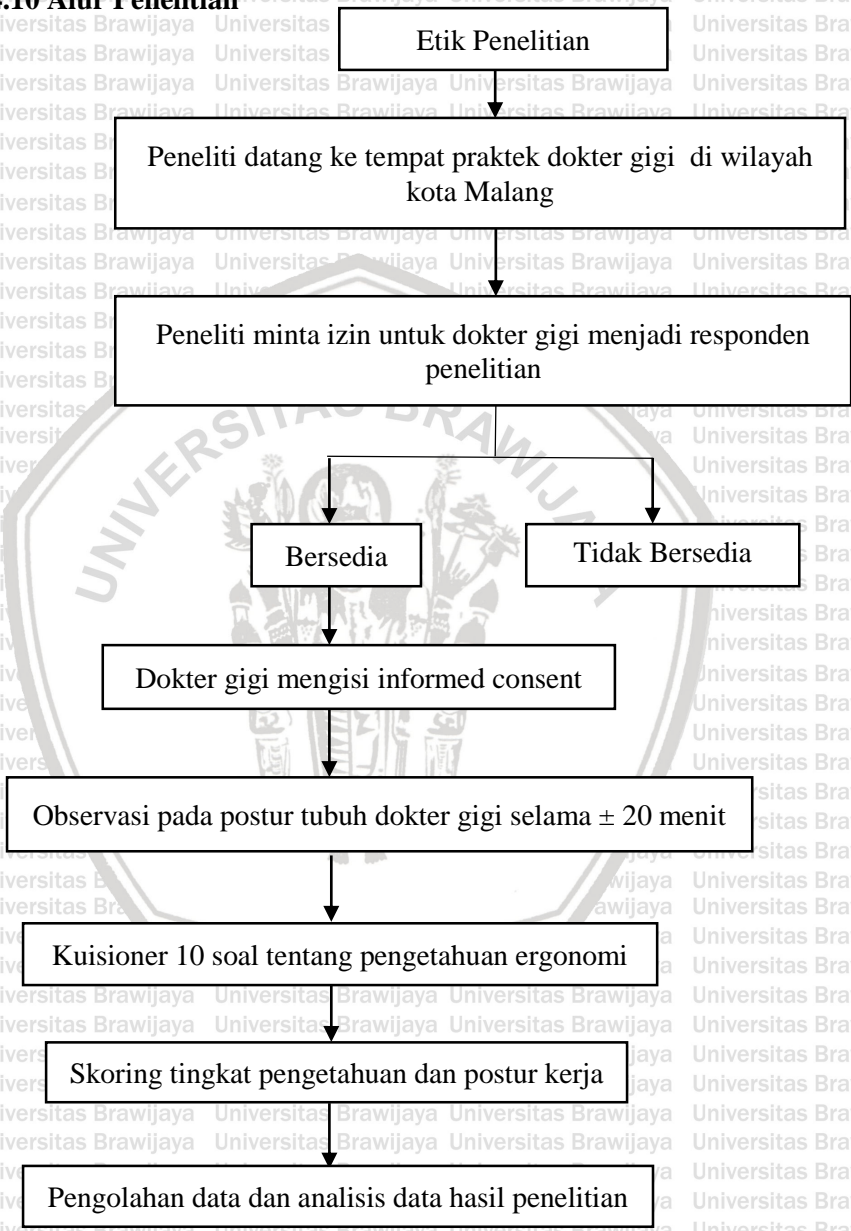 .10 Alur Penelitian
Etik Penelitian
Peneliti datang ke tempat praktek dokter gigi di wilayah
kota Malang
Peneliti minta izin untuk dokter gigi menjadi responden
penelitian
Bersedia
Tidak Bersedia
Dokter gigi mengisi informed consent
Observasi pada postur tubuh dokter gigi selama ± 20 menit
Kuisioner 10 soal tentang pengetahuan ergonomi
Skoring tingkat pengetahuan dan postur kerja
Pengolahan data dan analisis data hasil penelitian
UNIVERSITAS BRAWIJAYA